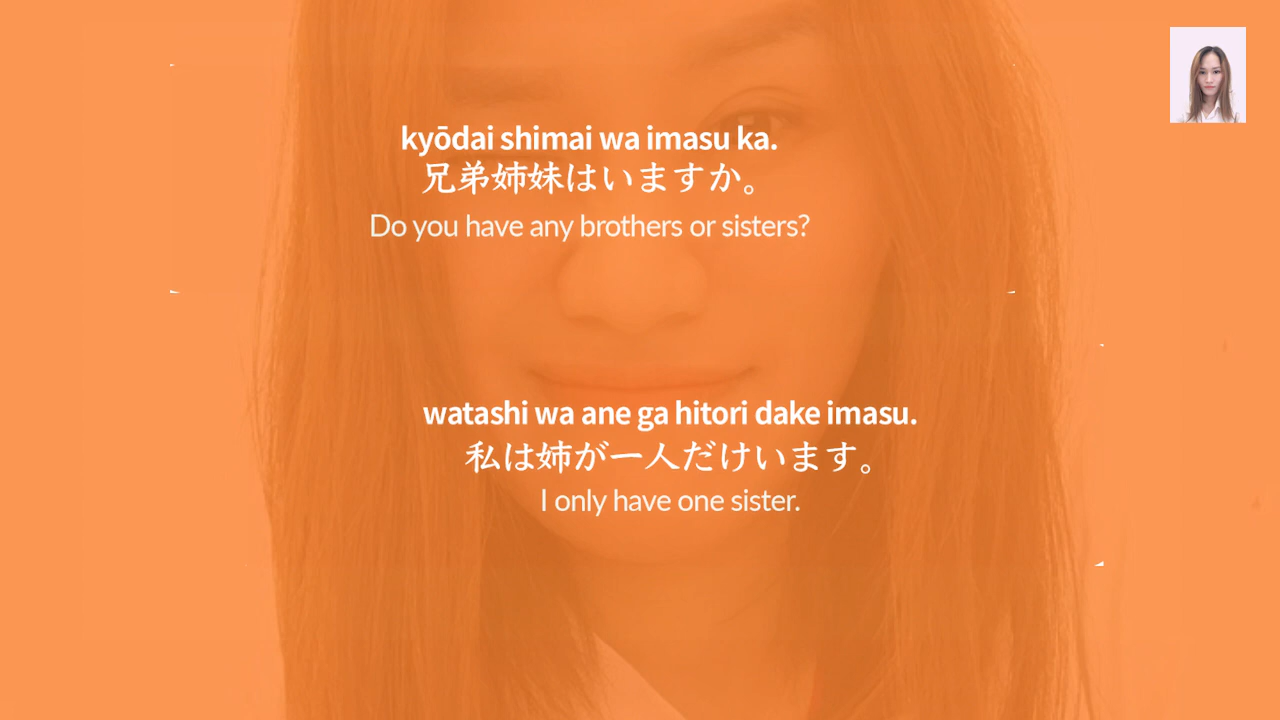 kyōdai shimai wa imasu ka.
兄弟姉妹はいますか。
Do you have any brothers or sisters?
watashi wa ane ga hitori dake imasu.
私は姉が一人だけいます。
I only have one sister.